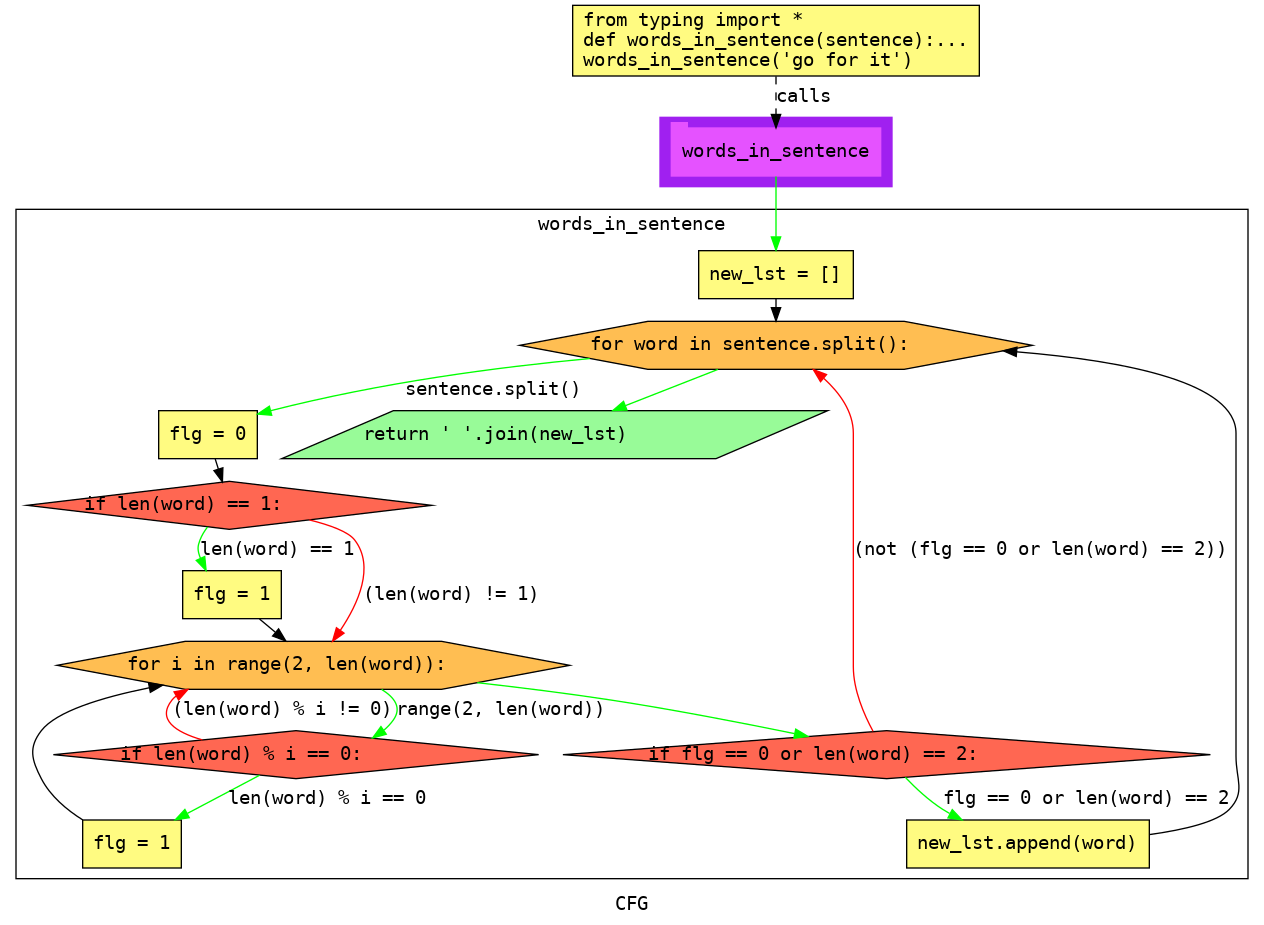 from typing import *
def words_in_sentence(sentence):...
words_in_sentence('go for it')
calls
words_in_sentence
words_in_sentence
new_lst = []
for word in sentence.split():
sentence.split()
flg = 0
return ' '.join(new_lst)
if len(word) == 1:
len(word) == 1
(not (flg == 0 or len(word) == 2))
flg = 1
(len(word) != 1)
for i in range(2, len(word)):
(len(word) % i != 0)
range(2, len(word))
if len(word) % i == 0:
if flg == 0 or len(word) == 2:
len(word) % i == 0
flg == 0 or len(word) == 2
flg = 1
new_lst.append(word)
CFG